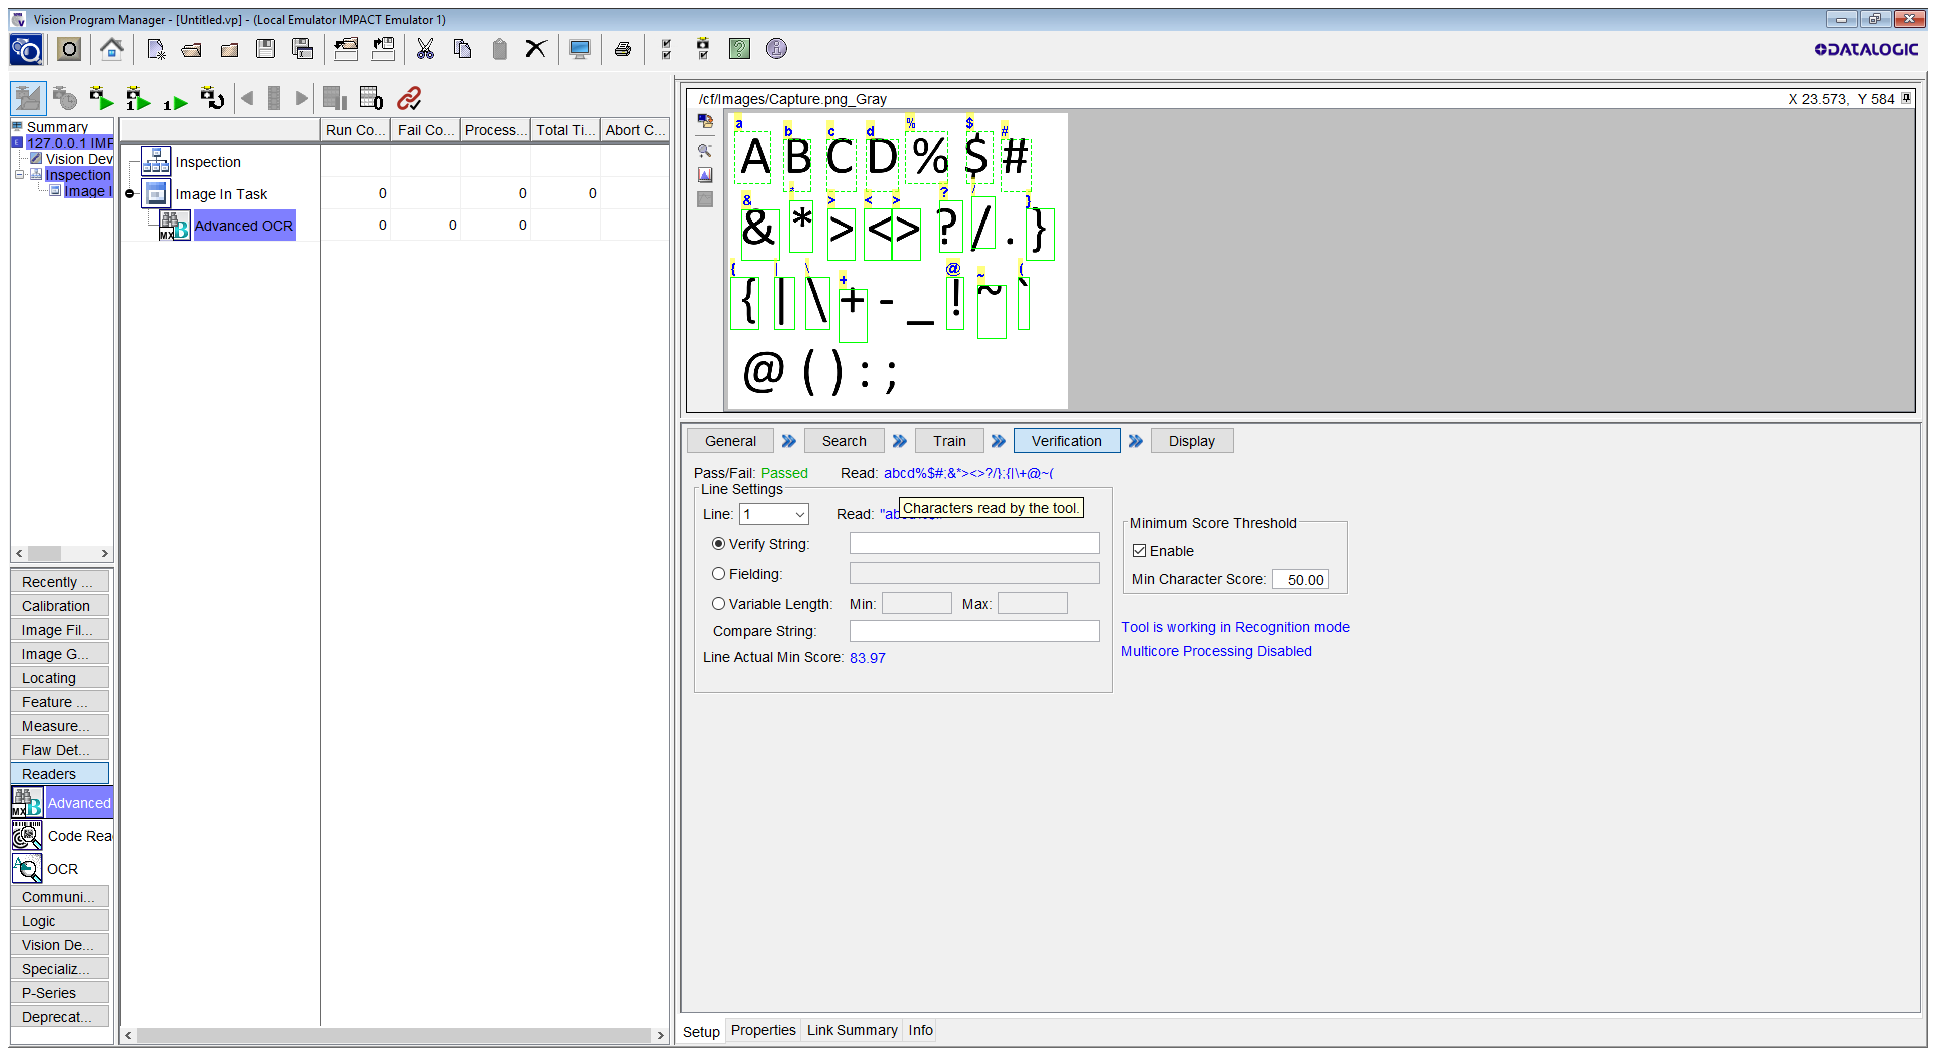 Vision Program Manager - [Untitled.vp] - (Local Emulator IMPACT Emulator 1)
DATALOGIC
Summary
127.0.0.1 IMF
Vision Dev
Inspection
Image I
Run Co... Fail Co... Process... Total Ti... Abort C...
Inspection
Image In Task 0 0 0
Advanced OCR 0 0 0
Recently ...
Calibration
Image Fil...
Image G...
Locating
Feature ...
Measure...
Flaw Det...
Readers
Advanced
Code Rea
OCR
Communi...
Logic
Vision De...
Specializ...
P-Series
Deprecat...
/cf/Images/Capture.png_Gray X 23.573, Y 584
a b c d % $ #
A B C D % $ #
& * > < > ? / }
& * > < > ? / . }
{ | \ + @ ~ (
{ | \ + - _ ! ~ `
@ ( ) : ;
General Search Train Verification Display
Pass/Fail: Passed Read: abcd%$#;&*><>?/};{|\+@~(
Line Settings
Line: 1 Read:
Characters read by the tool.
Verify String:
Fielding:
Variable Length: Min: Max:
Compare String:
Line Actual Min Score: 83.97
Minimum Score Threshold
Enable
Min Character Score: 50.00
Tool is working in Recognition mode
Multicore Processing Disabled
Setup Properties Link Summary Info